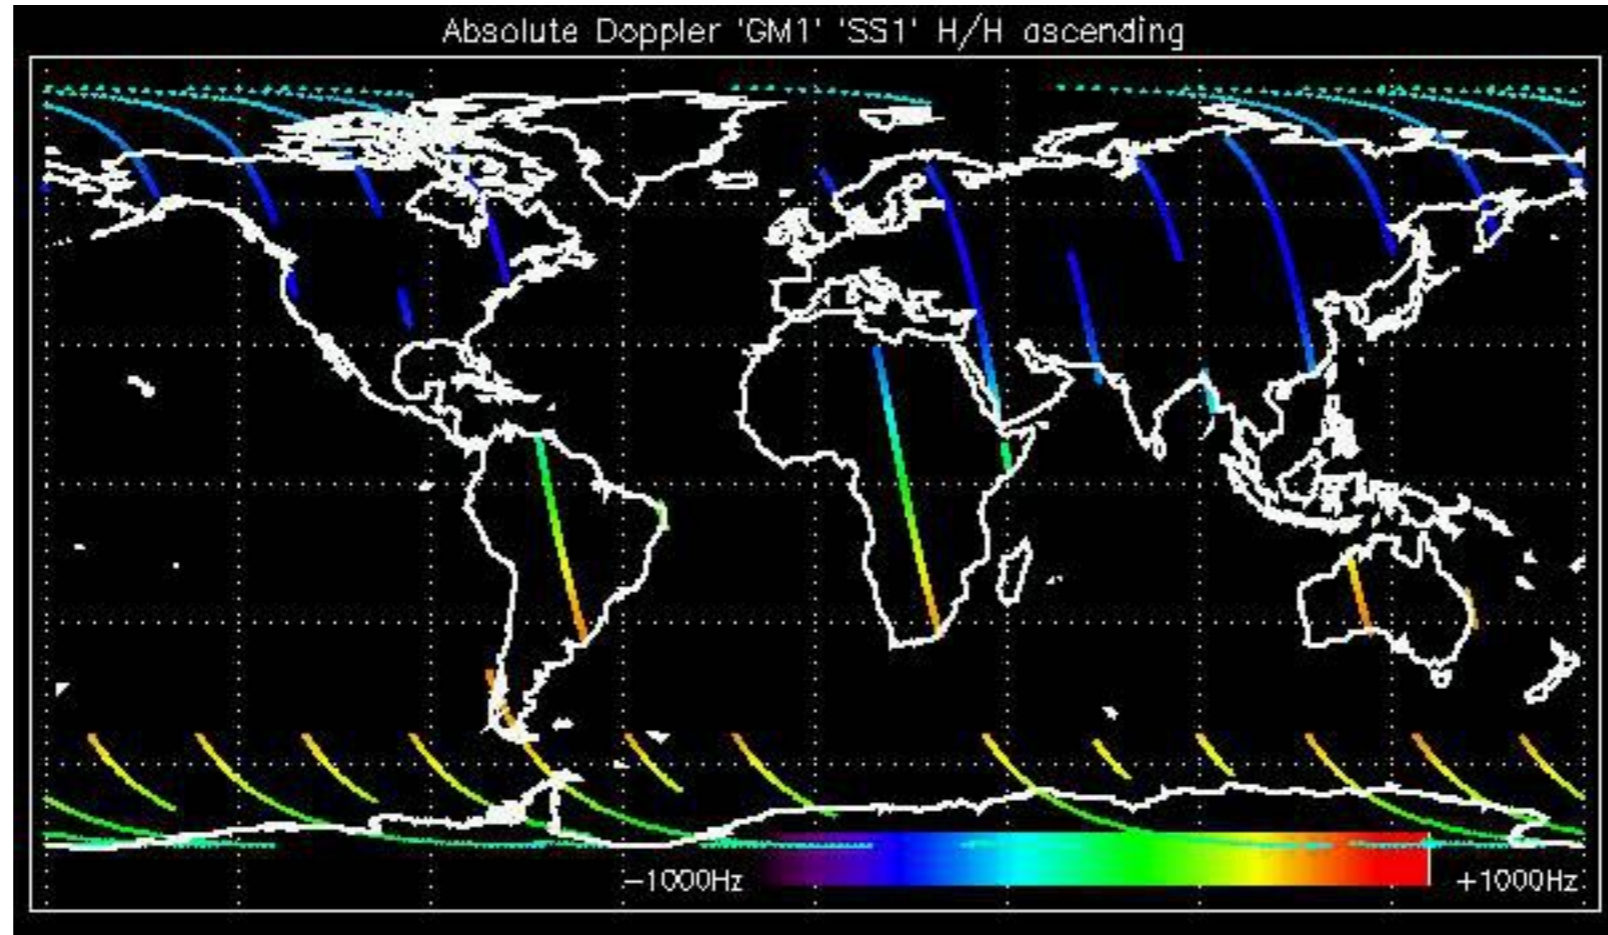 Absolute Doppler 'GM1' 'SS1' H/H ascending
−1000Hz
+1000Hz